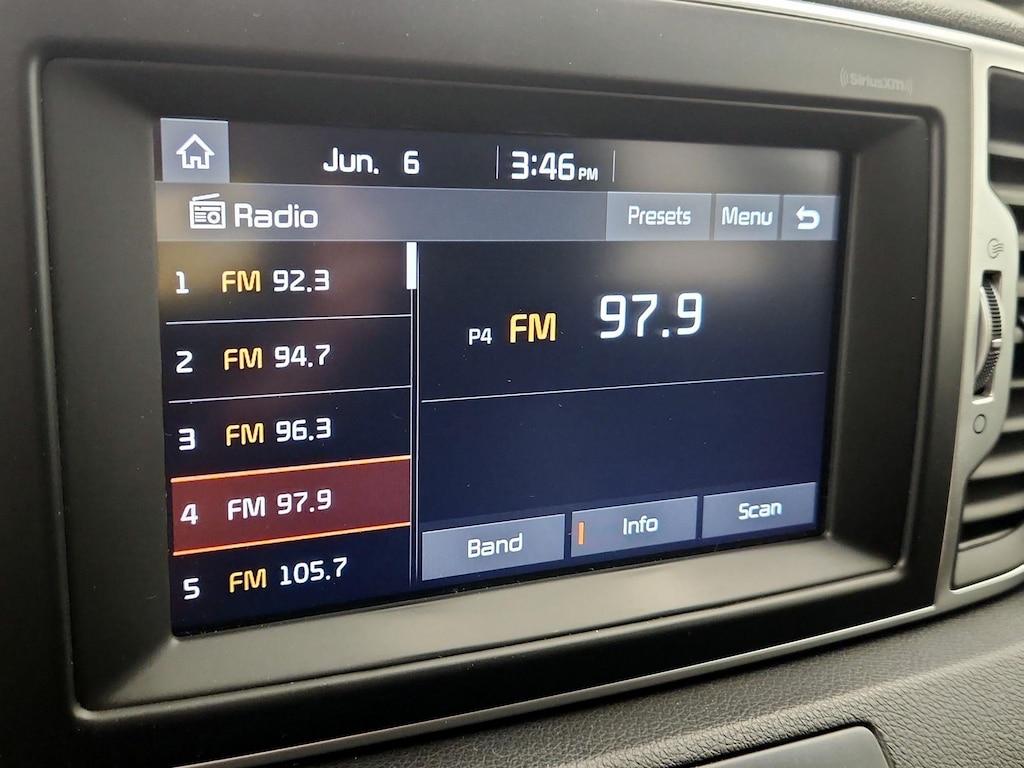 ((SiriusXM))
Jun. 6 3:46 PM
Radio Presets Menu
1 FM 92.3
2 FM 94.7
3 FM 96.3
4 FM 97.9
5 FM 105.7
P4 FM 97.9
Band Info Scan